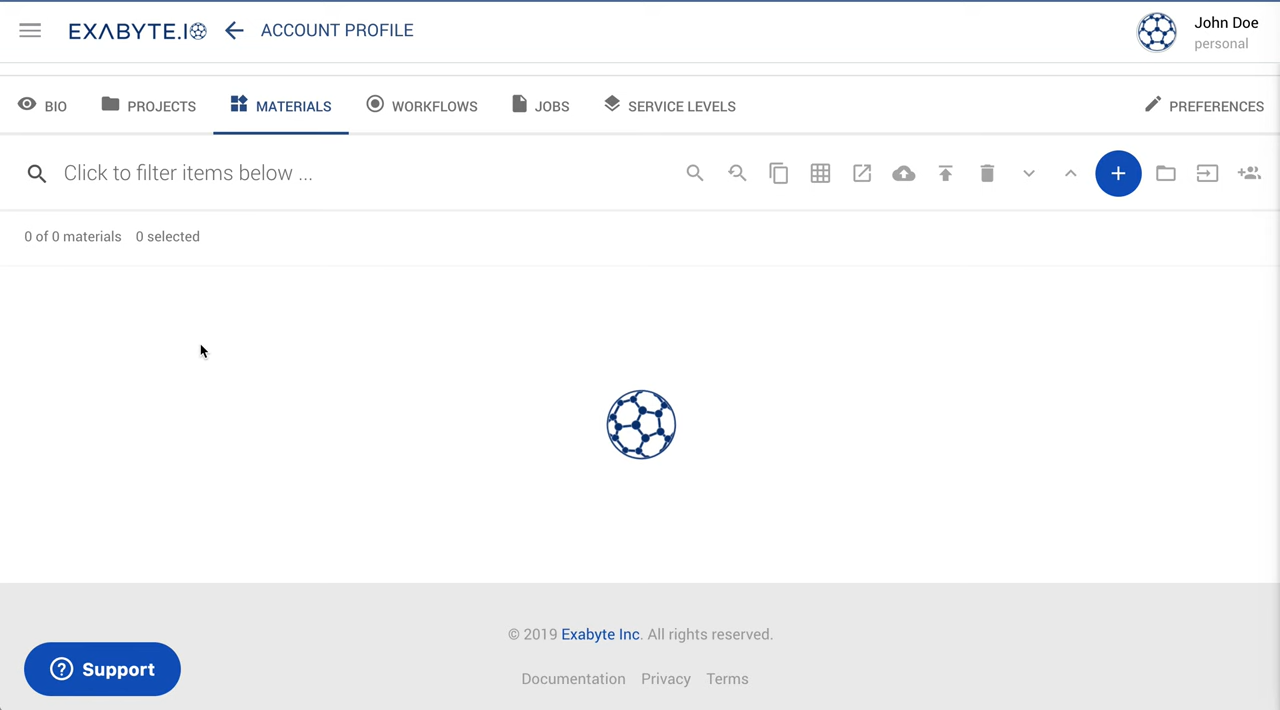 EXABYTE.IO
ACCOUNT PROFILE
John Doe
personal
BIO
PROJECTS
MATERIALS
WORKFLOWS
JOBS
SERVICE LEVELS
PREFERENCES
Click to filter items below ...
0 of 0 materials
0 selected
© 2019 Exabyte Inc. All rights reserved.
Documentation
Privacy
Terms
Support